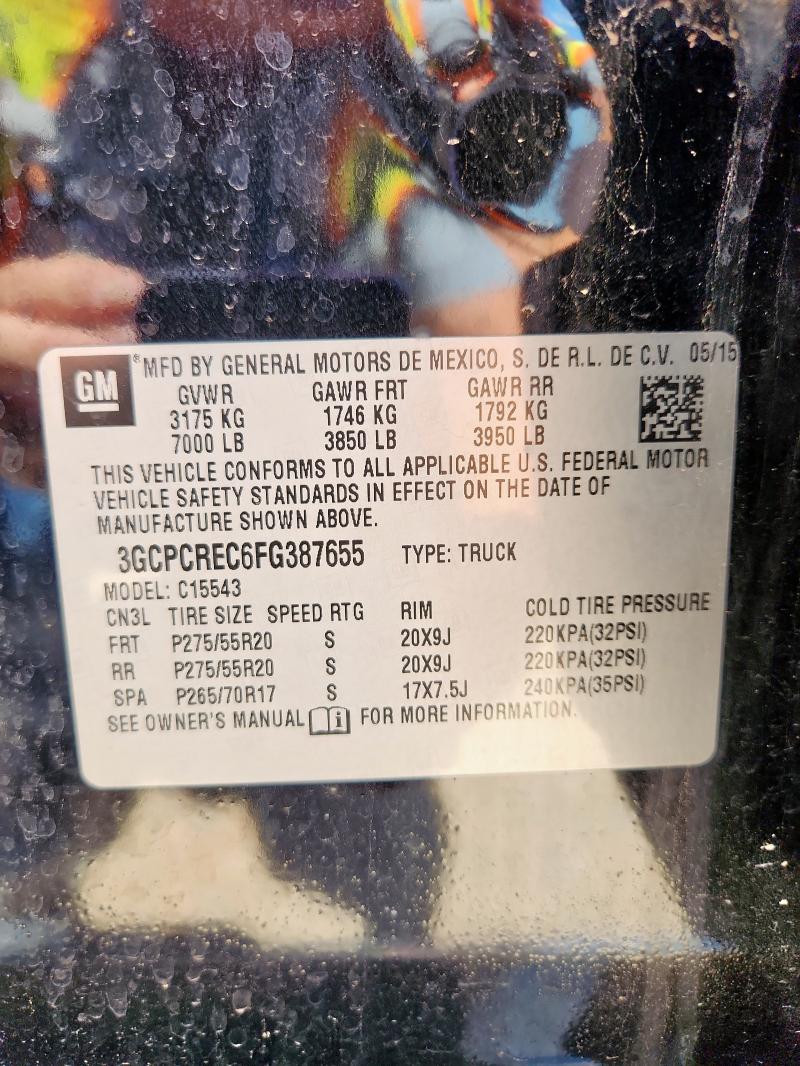 GM ®MFD BY GENERAL MOTORS DE MEXICO, S. DE R.L. DE C.V. 05/15
GVWR GAWR FRT GAWR RR
3175 KG 1746 KG 1792 KG
7000 LB 3850 LB 3950 LB
THIS VEHICLE CONFORMS TO ALL APPLICABLE U.S. FEDERAL MOTOR
VEHICLE SAFETY STANDARDS IN EFFECT ON THE DATE OF
MANUFACTURE SHOWN ABOVE.
3GCPCREC6FG387655 TYPE: TRUCK
MODEL: C15543
CN3L TIRE SIZE SPEED RTG RIM COLD TIRE PRESSURE
FRT P275/55R20 S 20X9J 220KPA(32PSI)
RR P275/55R20 S 20X9J 220KPA(32PSI)
SPA P265/70R17 S 17X7.5J 240KPA(35PSI)
SEE OWNER'S MANUAL i FOR MORE INFORMATION.